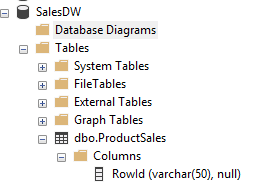 SalesDW
Database Diagrams
Tables
System Tables
FileTables
External Tables
Graph Tables
dbo.ProductSales
Columns
RowId (varchar(50), null)